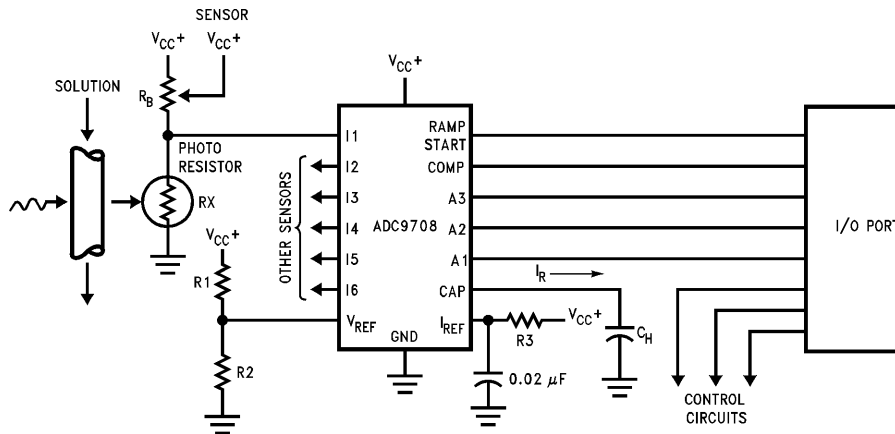 SENSOR
VCC+ VCC+
SOLUTION
RB
VCC+
PHOTO
RESISTOR
RX
VCC+
R1
R2
OTHER SENSORS
I1
I2
I3
I4
I5
I6
VREF
ADC9708
GND
RAMP
START
COMP
A3
A2
A1
CAP
IREF
IR
R3
VCC+
CH
0.02 μF
I/O PORT
CONTROL
CIRCUITS